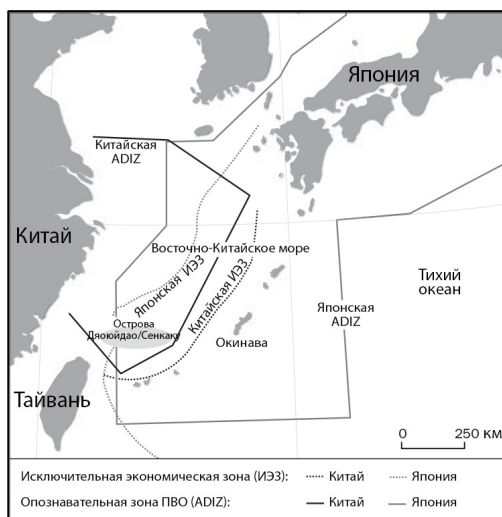 Япония
Китайская
ADIZ
Китай
Восточно-Китайское море
Японская ИЭЗ
Китайская ИЭЗ
Тихий
океан
Японская
ADIZ
Острова
Дяоюйдао/Сенкаку
Окинава
Тайвань
0 250 км
Исключительная экономическая зона (ИЭЗ): Китай Япония
Опознавательная зона ПВО (ADIZ): Китай Япония